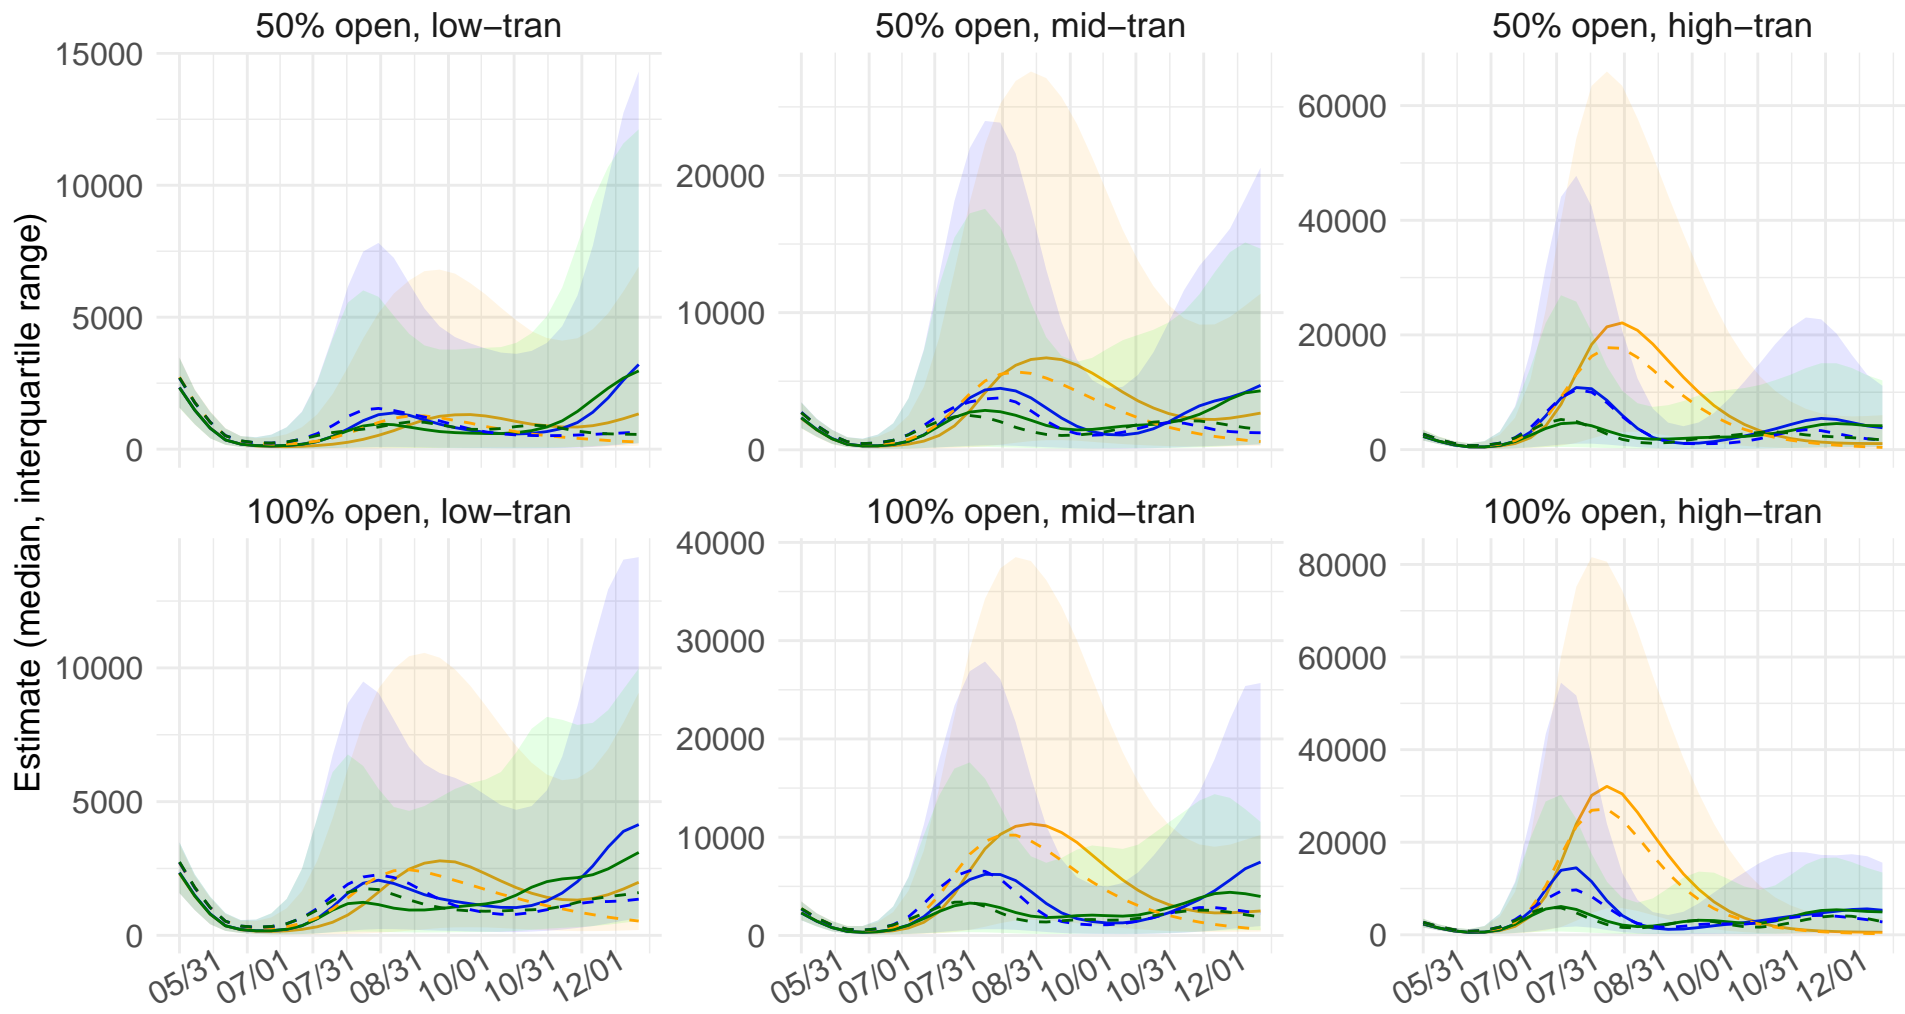 50% open, low−tran
50% open, mid−tran
50% open, high−tran
15000
10000
5000
0
20000
10000
0
60000
40000
20000
0
Estimate (median, interquartile range)
100% open, low−tran
100% open, mid−tran
100% open, high−tran
10000
5000
0
40000
30000
20000
10000
0
80000
60000
40000
20000
0
05/31 07/01 07/31 08/31 10/01 10/31 12/01
05/31 07/01 07/31 08/31 10/01 10/31 12/01
05/31 07/01 07/31 08/31 10/01 10/31 12/01